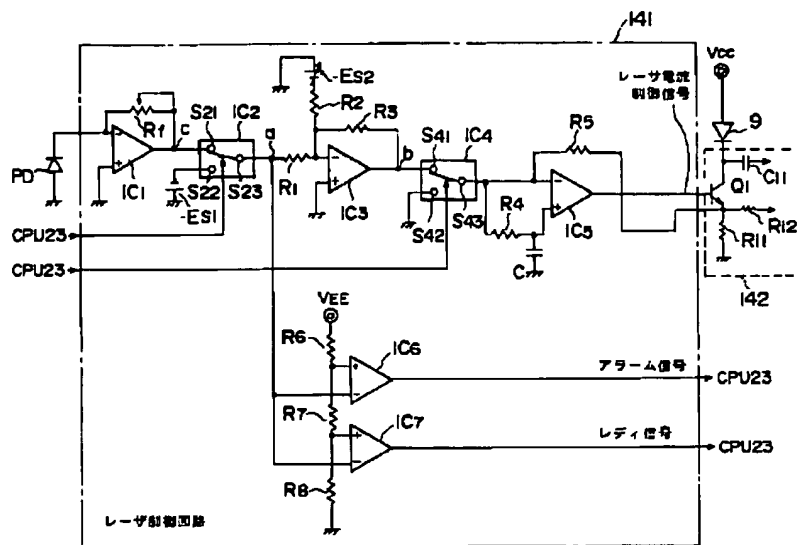 141
Vcc
レーザ電流
制御信号
-ES2
R2
R3
Rf
c
S21
IC2
a
b
S41
IC4
R5
9
PD
IC1
S22
S23
-ES1
R1
IC3
S42
S43
R4
IC5
Q1
C11
R12
R11
C
CPU23
CPU23
142
VEE
R6
IC6
アラーム信号
CPU23
R7
IC7
レディ信号
CPU23
R8
レーザ制御回路